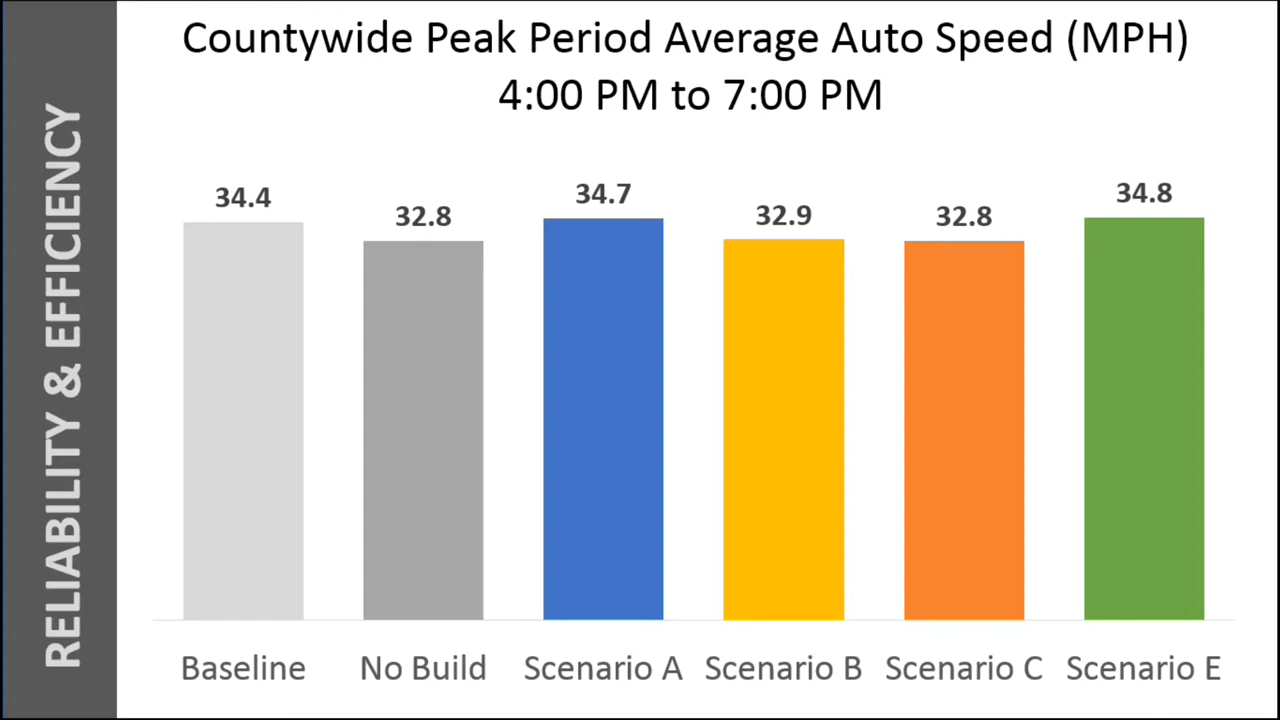 RELIABILITY & EFFICIENCY
Countywide Peak Period Average Auto Speed (MPH)
4:00 PM to 7:00 PM
34.4
32.8
34.7
32.9
32.8
34.8
Baseline
No Build
Scenario A
Scenario B
Scenario C
Scenario E